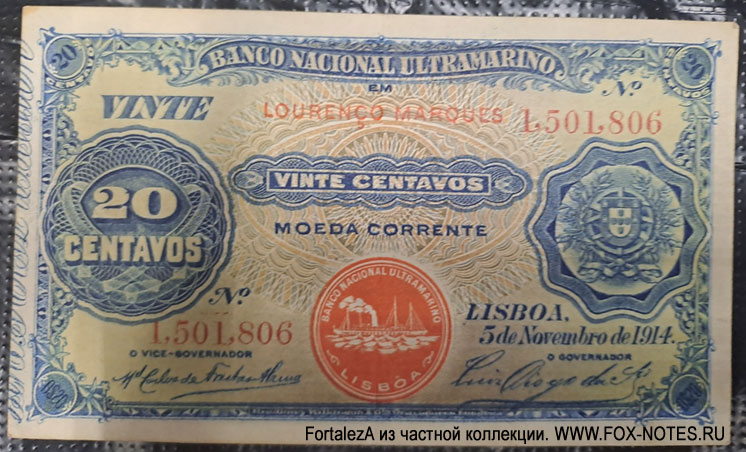 20
CENTAVOS
BANCO NACIONAL ULTRAMARINO
20
CENTAVOS
EM
LOURENÇO MARQUES
VINTE
Nº
1,501,806
VINTE CENTAVOS
20
CENTAVOS
MOEDA CORRENTE
Nº
1,501,806
BANCO NACIONAL ULTRAMARINO
LISBOA
LISBOA,
5 de Novembro de 1914
O VICE-GOVERNADOR
O GOVERNADOR
FortalezA из частной коллекции. WWW.FOX-NOTES.RU